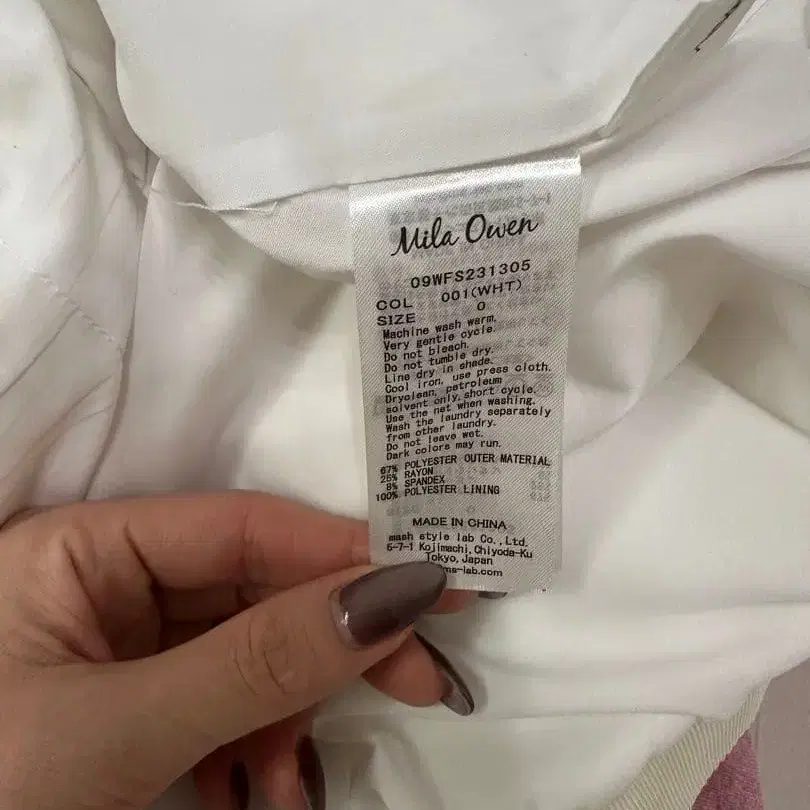 Mila Owen
09WFS231305
COL 001(WHT)
SIZE 0
Machine wash warm.
Very gentle cycle.
Do not bleach.
Do not tumble dry.
Line dry in shade.
Cool iron, use press cloth.
Dryclean, petroleum
solvent only, short cycle.
Use the net when washing.
Wash the laundry separately
from other laundry.
Do not leave wet.
Dark colors may run.
67% POLYESTER OUTER MATERIAL
25% RAYON
8% SPANDEX
100% POLYESTER LINING
MADE IN CHINA
mash style lab Co., Ltd.
5-7-1 Kojimachi, Chiyoda-Ku
Tokyo, Japan
ms-lab.com